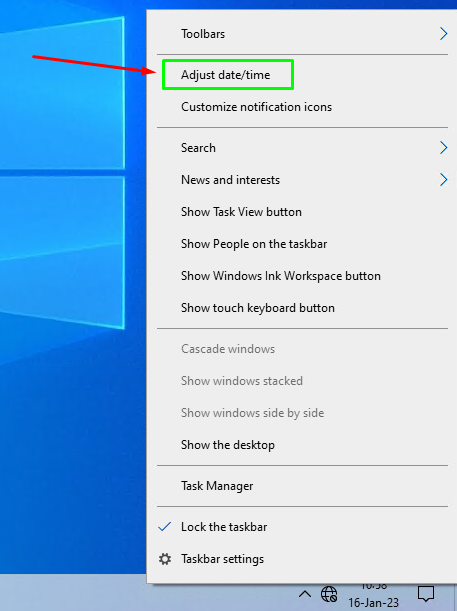 Toolbars
Adjust date/time
Customize notification icons
Search
News and interests
Show Task View button
Show People on the taskbar
Show Windows Ink Workspace button
Show touch keyboard button
Cascade windows
Show windows stacked
Show windows side by side
Show the desktop
Task Manager
Lock the taskbar
Taskbar settings
10:58
16-Jan-23